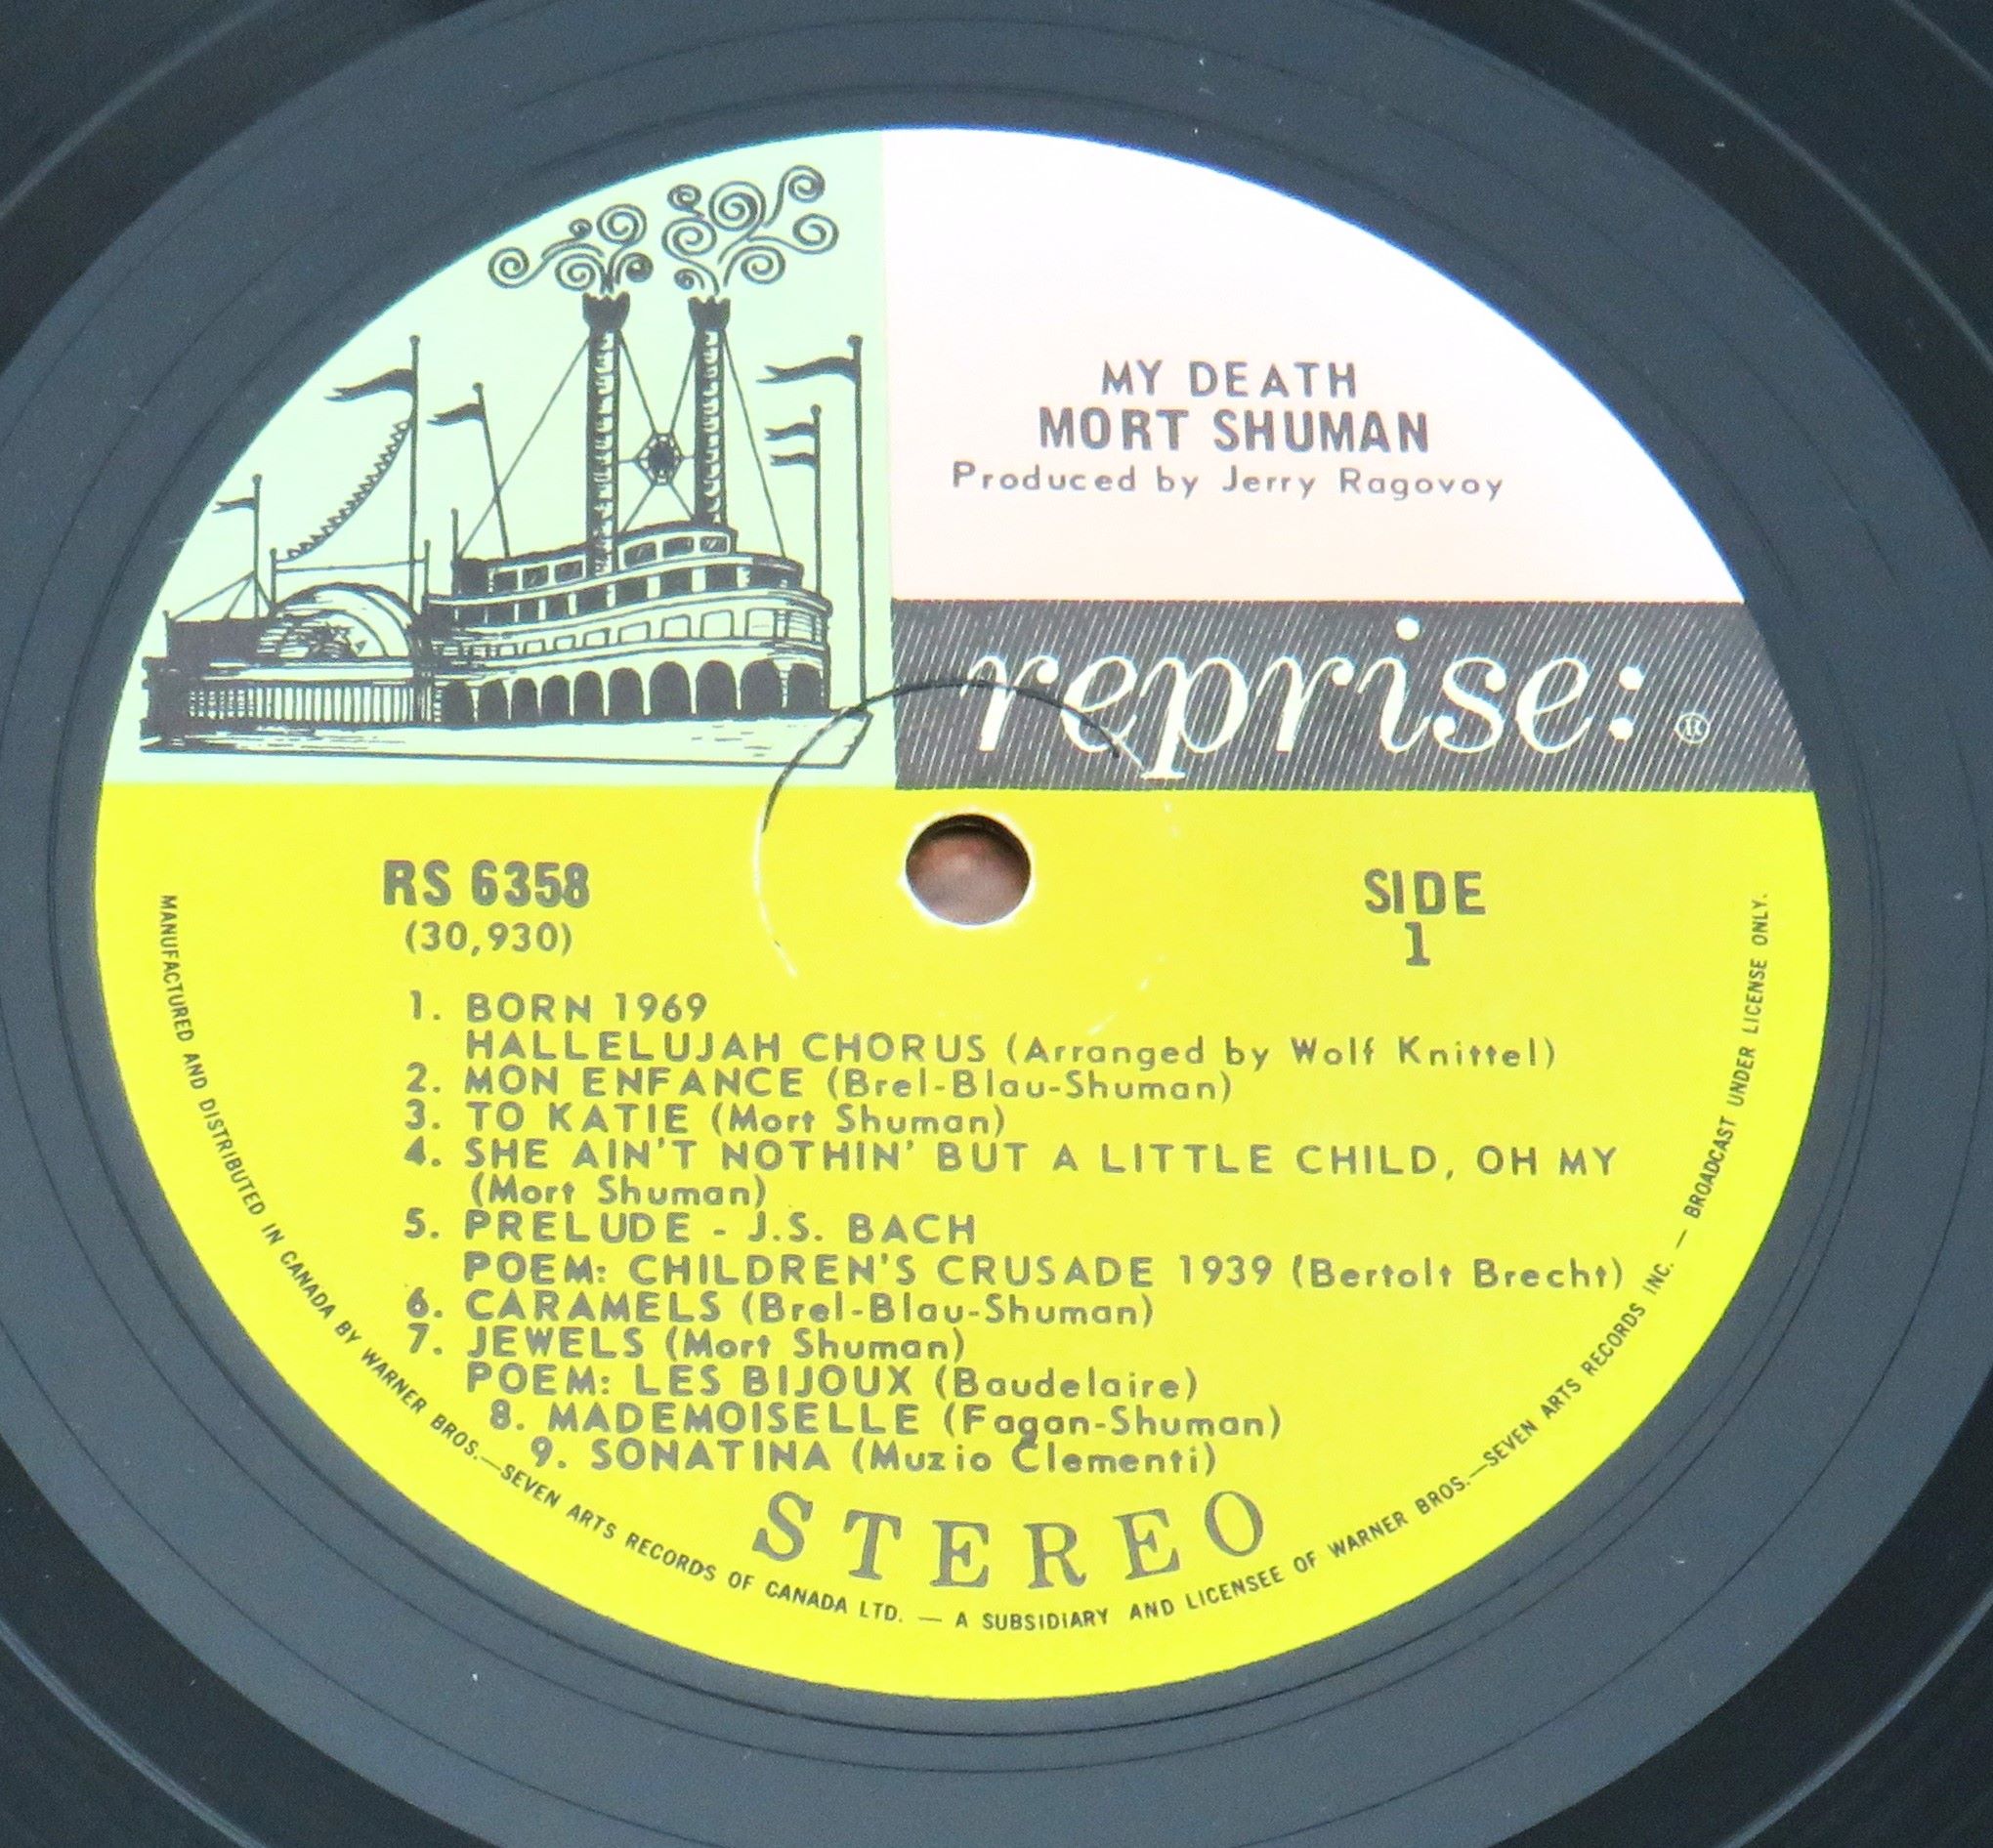 MY DEATH
MORT SHUMAN
Produced by Jerry Ragovoy
reprise: ®
RS 6358
(30,930)
SIDE
1
1. BORN 1969
HALLELUJAH CHORUS (Arranged by Wolf Knittel)
2. MON ENFANCE (Brel-Blau-Shuman)
3. TO KATIE (Mort Shuman)
4. SHE AIN'T NOTHIN' BUT A LITTLE CHILD, OH MY
(Mort Shuman)
5. PRELUDE - J.S. BACH
POEM: CHILDREN'S CRUSADE 1939 (Bertolt Brecht)
6. CARAMELS (Brel-Blau-Shuman)
7. JEWELS (Mort Shuman)
POEM: LES BIJOUX (Baudelaire)
8. MADEMOISELLE (Fagan-Shuman)
9. SONATINA (Muzio Clementi)
STEREO
MANUFACTURED AND DISTRIBUTED IN CANADA BY WARNER BROS.—SEVEN ARTS RECORDS OF CANADA LTD. — A SUBSIDIARY AND LICENSEE OF WARNER BROS.—SEVEN ARTS RECORDS INC. — BROADCAST UNDER LICENSE ONLY.